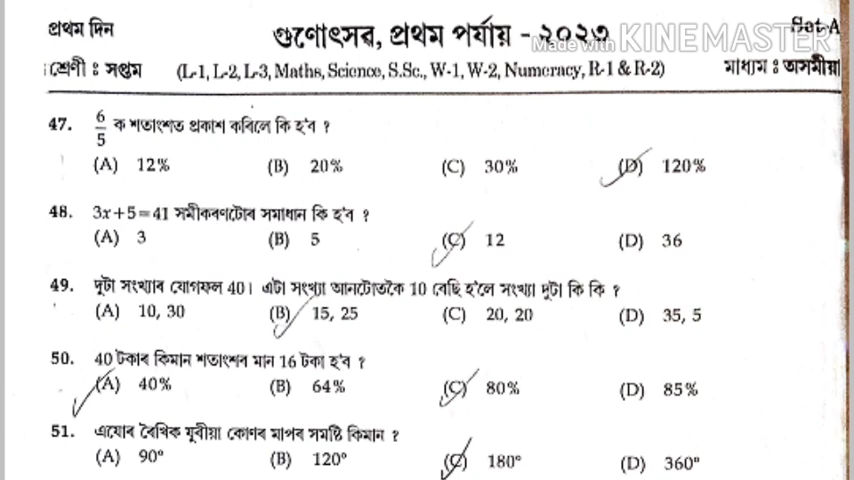 প্ৰথম দিন
গুণোৎসৱ, প্ৰথম পৰ্যায় - ২০২৩
Made with KINEMASTER
Set-A
শ্ৰেণী : সপ্তম (L-1, L-2, L-3, Maths, Science, S.Sc., W-1, W-2, Numeracy, R-1 & R-2) মাধ্যম : অসমীয়া
47. 6/5 ক শতাংশত প্ৰকাশ কৰিলে কি হ'ব ?
(A) 12% (B) 20% (C) 30% (D) 120%
48. 3x+5=41 সমীকৰণটোৰ সমাধান কি হ'ব ?
(A) 3 (B) 5 (C) 12 (D) 36
49. দুটা সংখ্যাৰ যোগফল 40। এটা সংখ্যা আনটোতকৈ 10 বেছি হ'লে সংখ্যা দুটা কি কি ?
(A) 10, 30 (B) 15, 25 (C) 20, 20 (D) 35, 5
50. 40 টকাৰ কিমান শতাংশৰ মান 16 টকা হ'ব ?
(A) 40% (B) 64% (C) 80% (D) 85%
51. এযোৰ ৰৈখিক যুৰীয়া কোণৰ মাপৰ সমষ্টি কিমান ?
(A) 90° (B) 120° (C) 180° (D) 360°